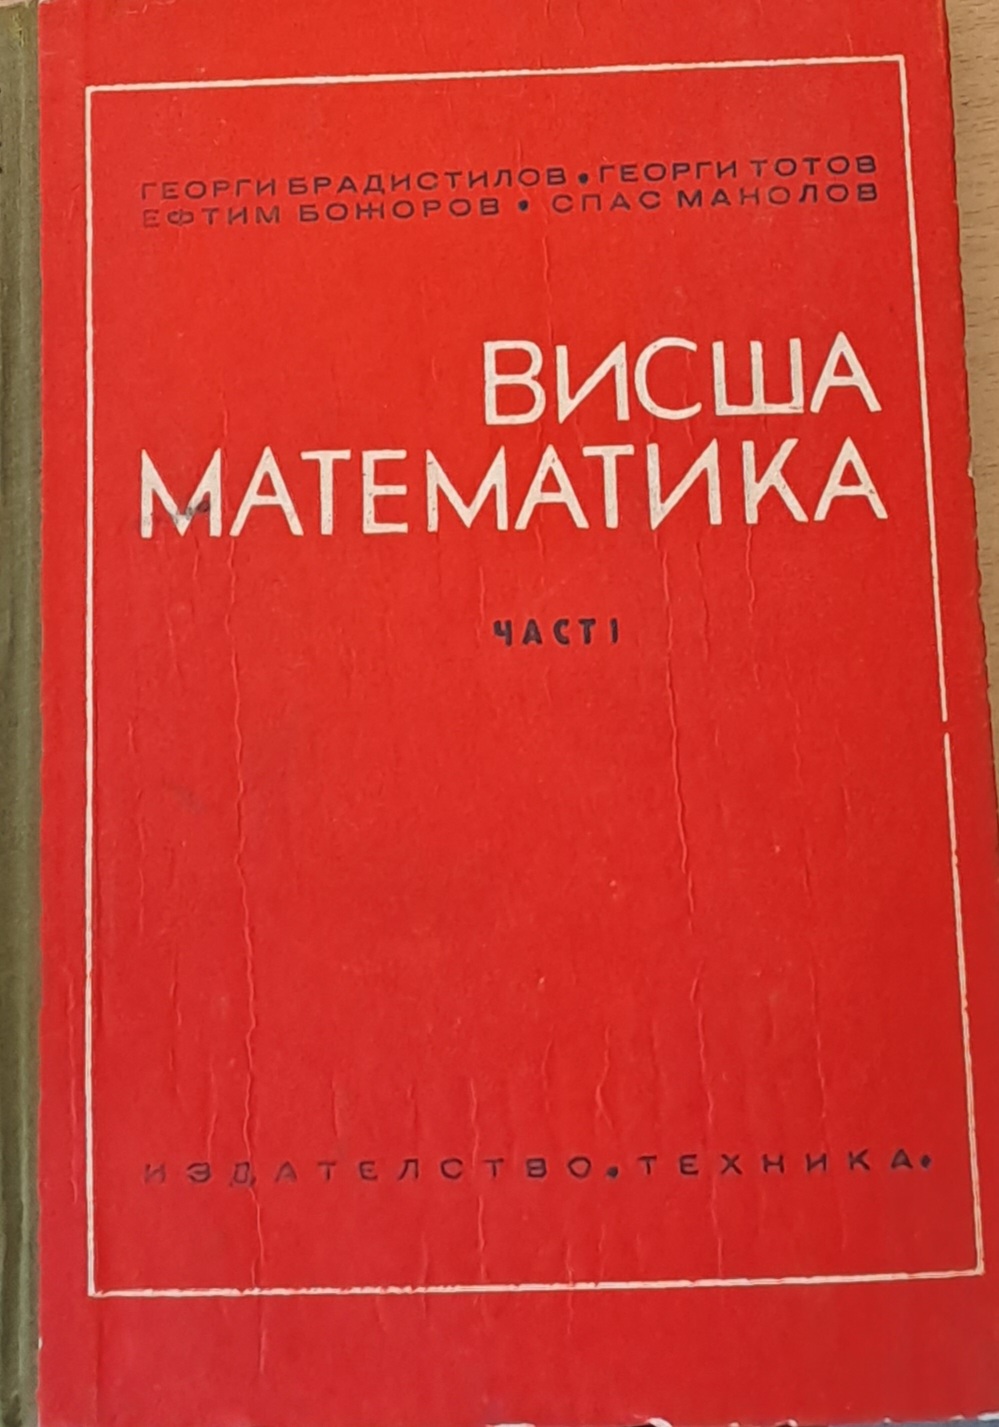 ГЕОРГИ БРАДИСТИЛОВ • ГЕОРГИ ТОТОВ
ЕФТИМ БОЖОРОВ • СПАС МАНОЛОВ
ВИСША
МАТЕМАТИКА
ЧАСТ I
ИЗДАТЕЛСТВО • ТЕХНИКА •